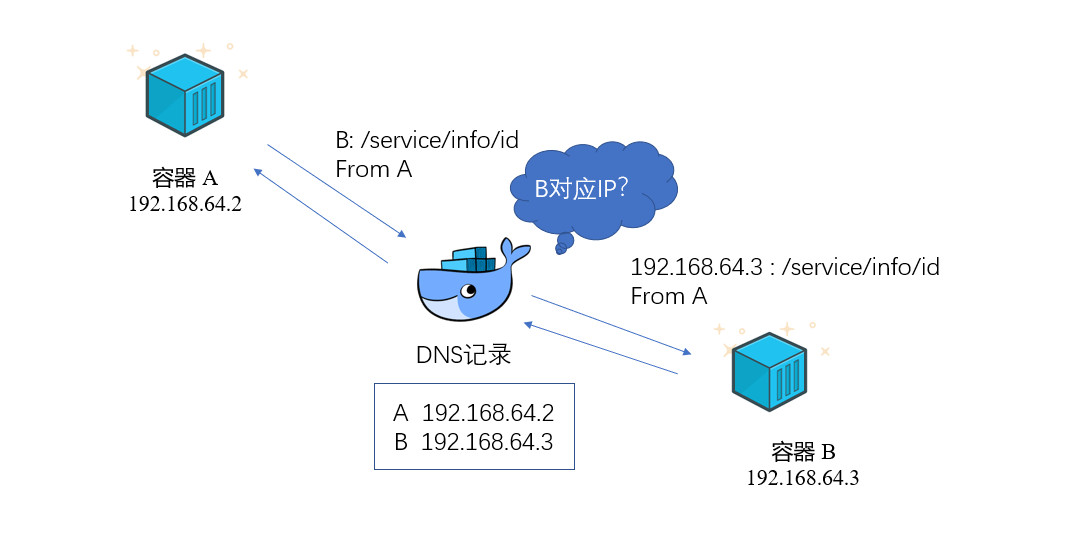 B: /service/info/id
From A
容器 A
192.168.64.2
B对应IP?
192.168.64.3 : /service/info/id
From A
DNS记录
A 192.168.64.2
B 192.168.64.3
容器 B
192.168.64.3